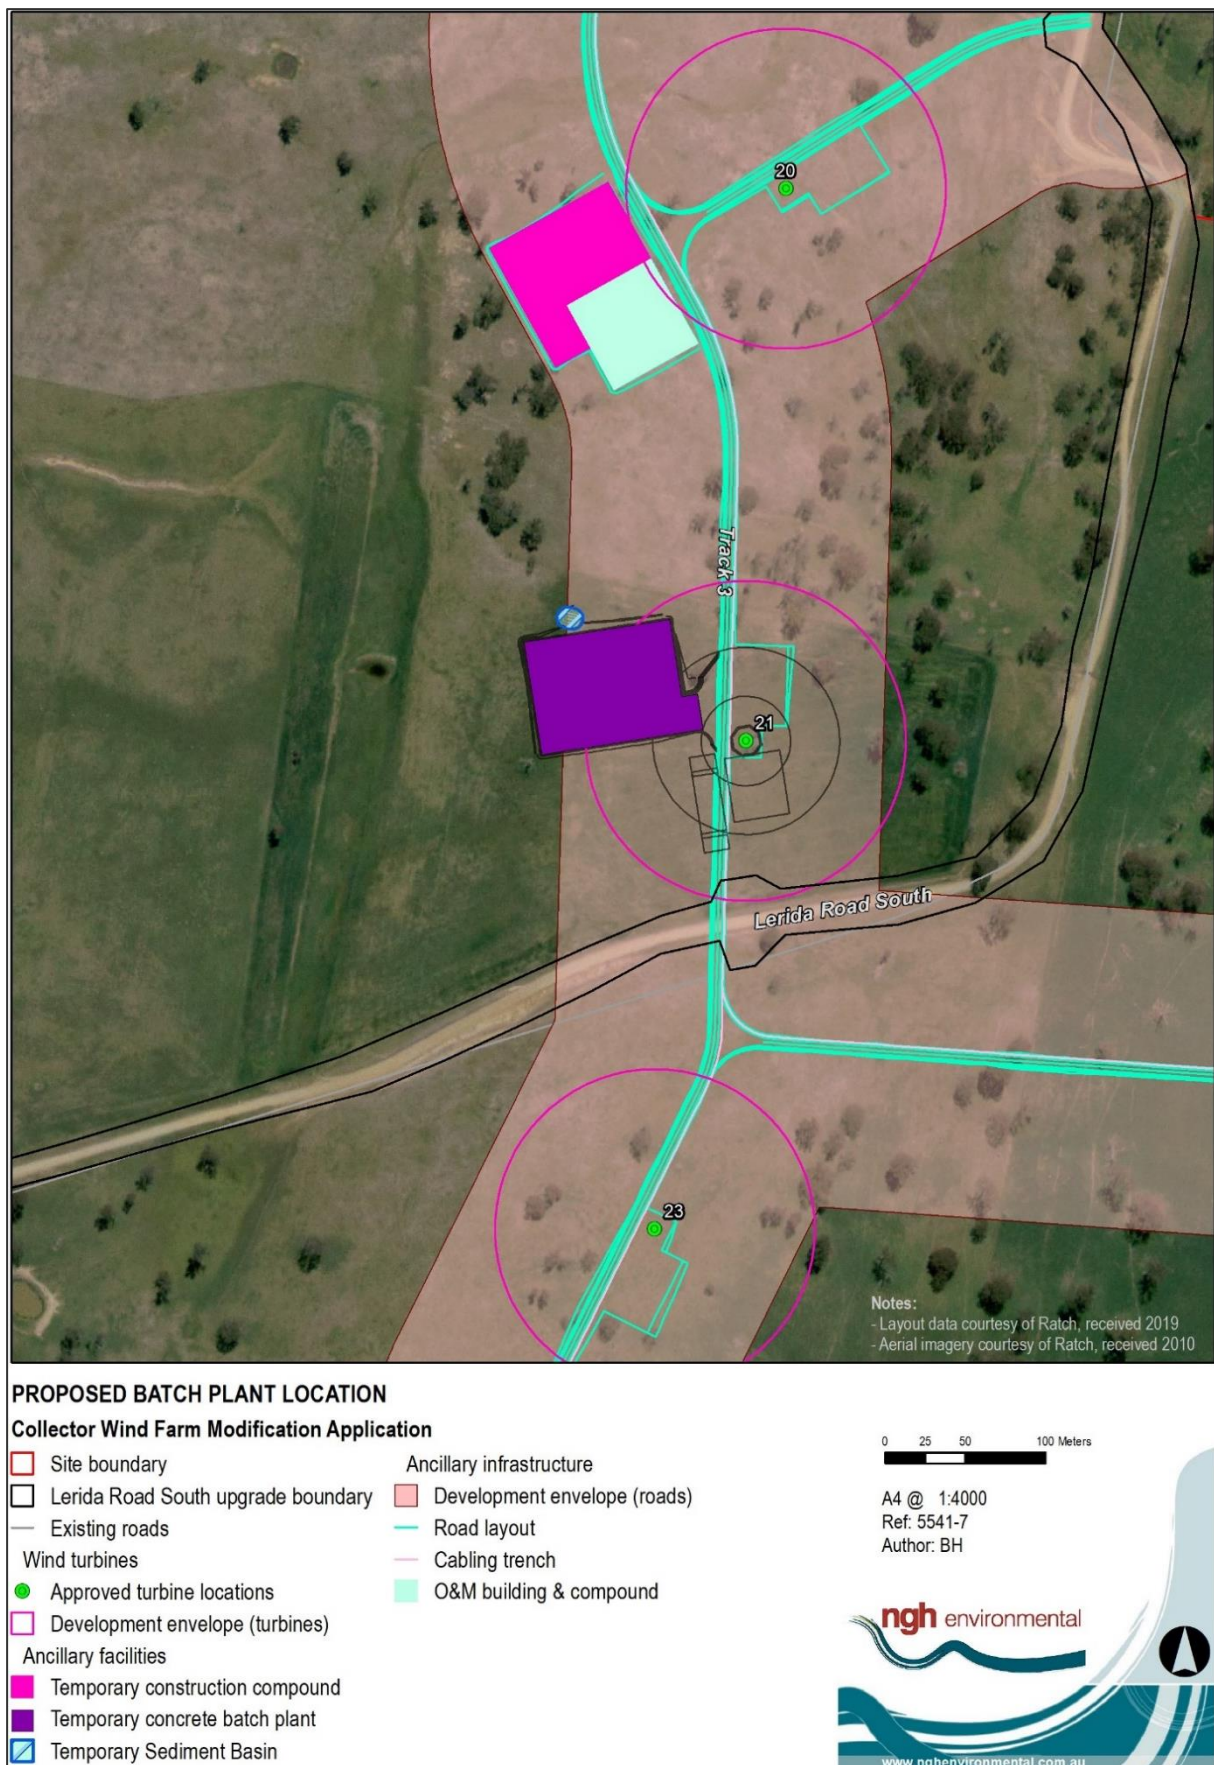 20
Track 3
21
Lerida Road South
23
Notes:
- Layout data courtesy of Ratch, received 2019
- Aerial imagery courtesy of Ratch, received 2010
PROPOSED BATCH PLANT LOCATION
Collector Wind Farm Modification Application
Site boundary
Lerida Road South upgrade boundary
Existing roads
Wind turbines
Approved turbine locations
Development envelope (turbines)
Ancillary facilities
Temporary construction compound
Temporary concrete batch plant
Temporary Sediment Basin
Ancillary infrastructure
Development envelope (roads)
Road layout
Cabling trench
O&M building & compound
0 25 50 100 Meters
A4 @ 1:4000
Ref: 5541-7
Author: BH
ngh environmental
www.nghenvironmental.com.au